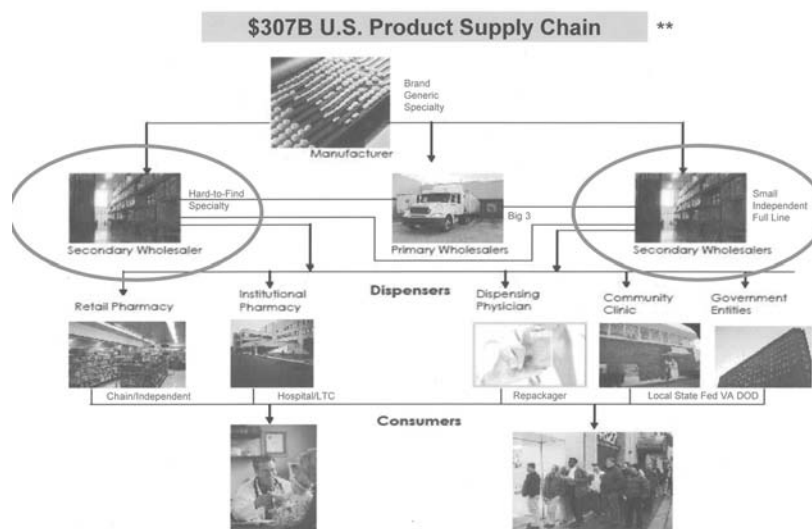 $307B U.S. Product Supply Chain **
Brand
Generic
Specialty
Manufacturer
Hard-to-Find
Specialty
Big 3
Small
Independent
Full Line
Secondary Wholesaler
Primary Wholesalers
Secondary Wholesalers
Dispensers
Retail Pharmacy
Institutional
Pharmacy
Dispensing
Physician
Community
Clinic
Government
Entities
Chain/Independent
Hospital/LTC
Repackager
Local State Fed VA DOD
Consumers